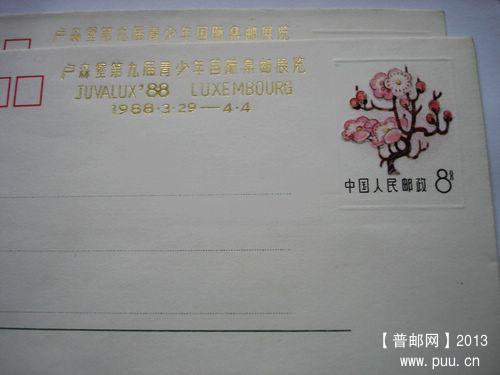 卢森堡第九届青少年国际集邮展览
卢森堡第九届青少年国际集邮展览
JUVALUX'88 LUXEMBOURG
1988·3·29—4·4
中国人民邮政 8分
【普邮网】2013
www.puu.cn